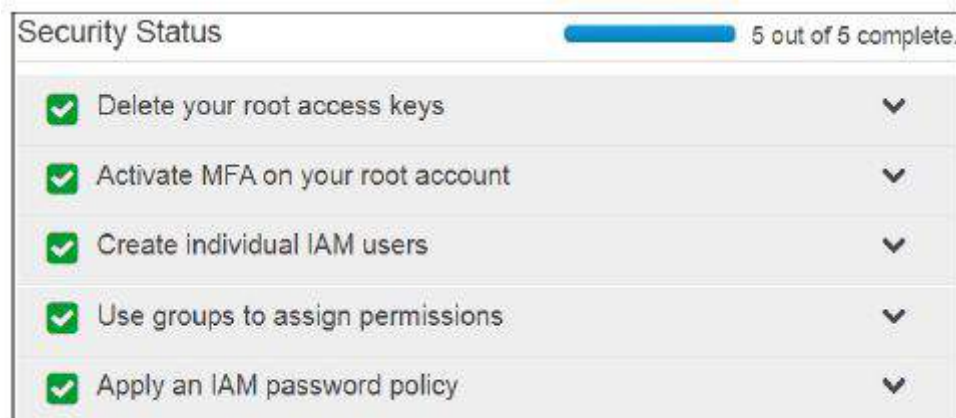 Security Status 5 out of 5 complete.
Delete your root access keys
Activate MFA on your root account
Create individual IAM users
Use groups to assign permissions
Apply an IAM password policy